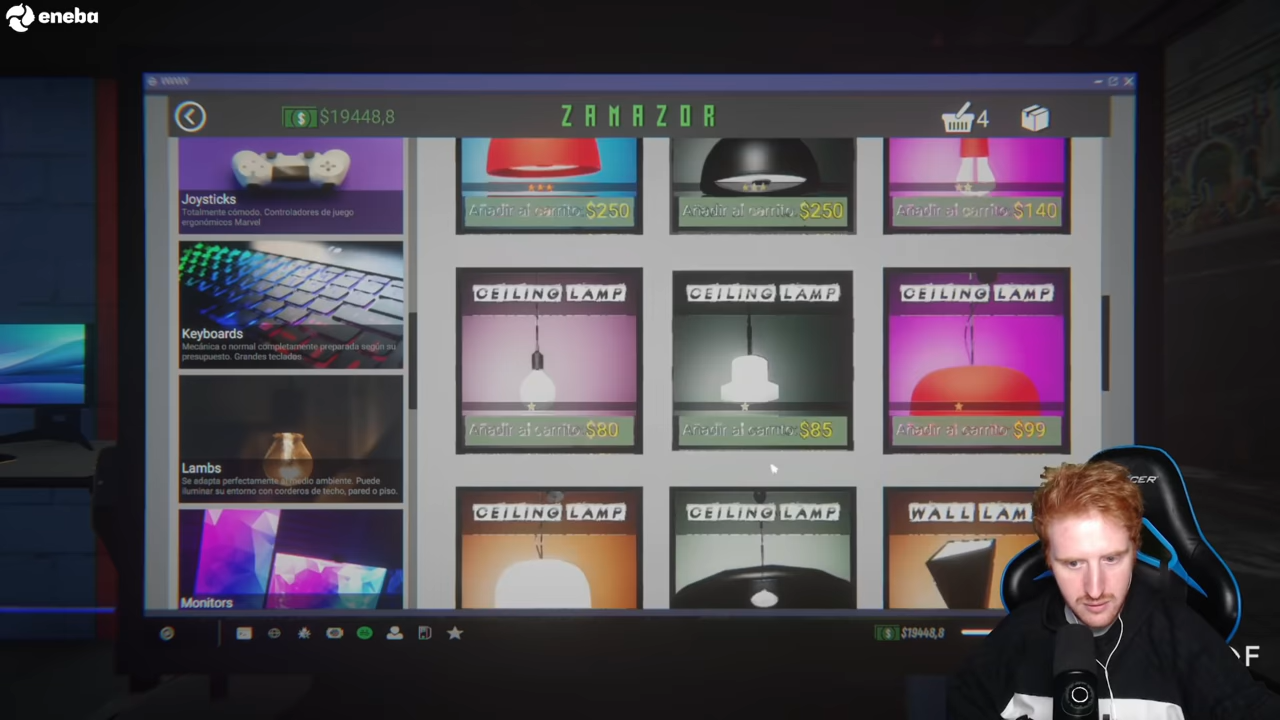 eneba
$19448,8
ZAMAZOR
4
Joysticks
Totalmente cómodo. Controladores de juego
ergonómicos Marvel
Añadir al carrito $250
Añadir al carrito $250
Añadir al carrito $140
Keyboards
Mecánica o normal completamente preparada según su
presupuesto. Grandes teclados.
CEILING LAMP
Añadir al carrito $80
CEILING LAMP
Añadir al carrito $85
CEILING LAMP
Añadir al carrito $99
Lambs
Se adapta perfectamente al medio ambiente. Puede
iluminar su entorno con corderos de techo, pared o piso.
Monitors
CEILING LAMP
CEILING LAMP
WALL LAM
$19448,8